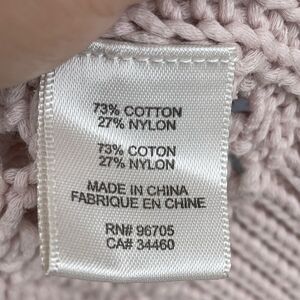 73% COTTON
27% NYLON
73% COTON
27% NYLON
MADE IN CHINA
FABRIQUE EN CHINE
RN# 96705
CA# 34460